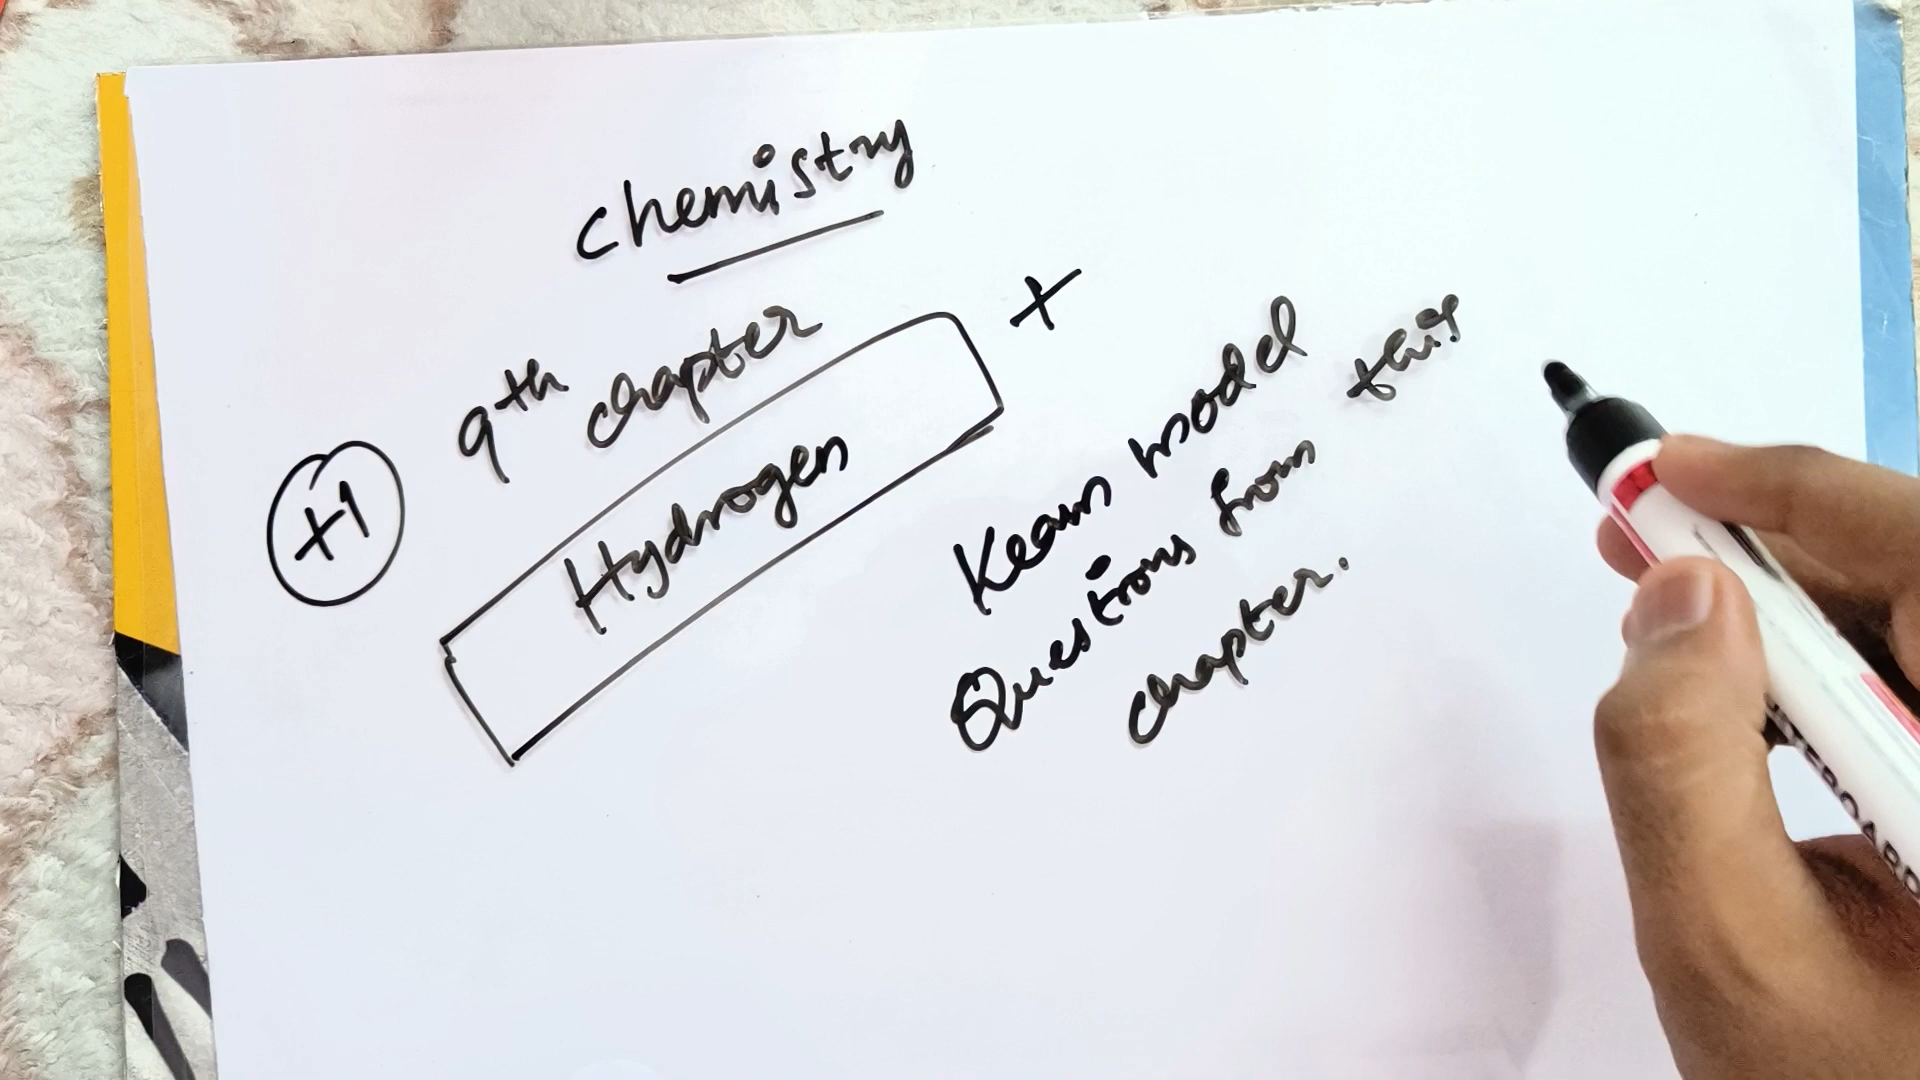 Chemistry
9th chapter
+1
Hydrogen
+
Keam model
Questions from this
chapter.